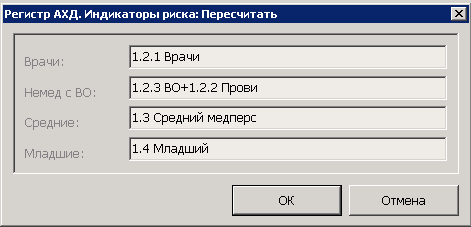 Регистр АХД. Индикаторы риска: Пересчитать
Врачи: 1.2.1 Врачи
Немед с ВО: 1.2.3 ВО+1.2.2 Прови
Средние: 1.3 Средний медперс
Младшие: 1.4 Младший
ОК Отмена